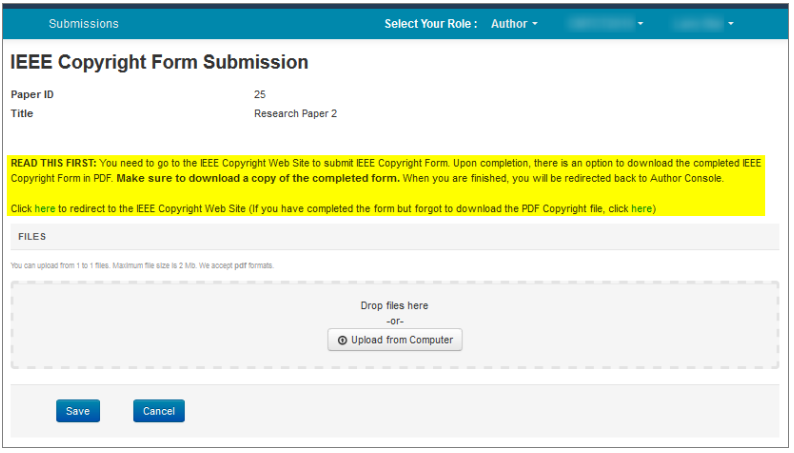 Submissions Select Your Role : Author
IEEE Copyright Form Submission
Paper ID 25
Title Research Paper 2
READ THIS FIRST: You need to go to the IEEE Copyright Web Site to submit IEEE Copyright Form. Upon completion, there is an option to download the completed IEEE
Copyright Form in PDF. Make sure to download a copy of the completed form. When you are finished, you will be redirected back to Author Console.
Click here to redirect to the IEEE Copyright Web Site (If you have completed the form but forgot to download the PDF Copyright file, click here)
FILES
You can upload from 1 to 1 files. Maximum file size is 2 Mb. We accept pdf formats.
Drop files here
-or-
Upload from Computer
Save Cancel